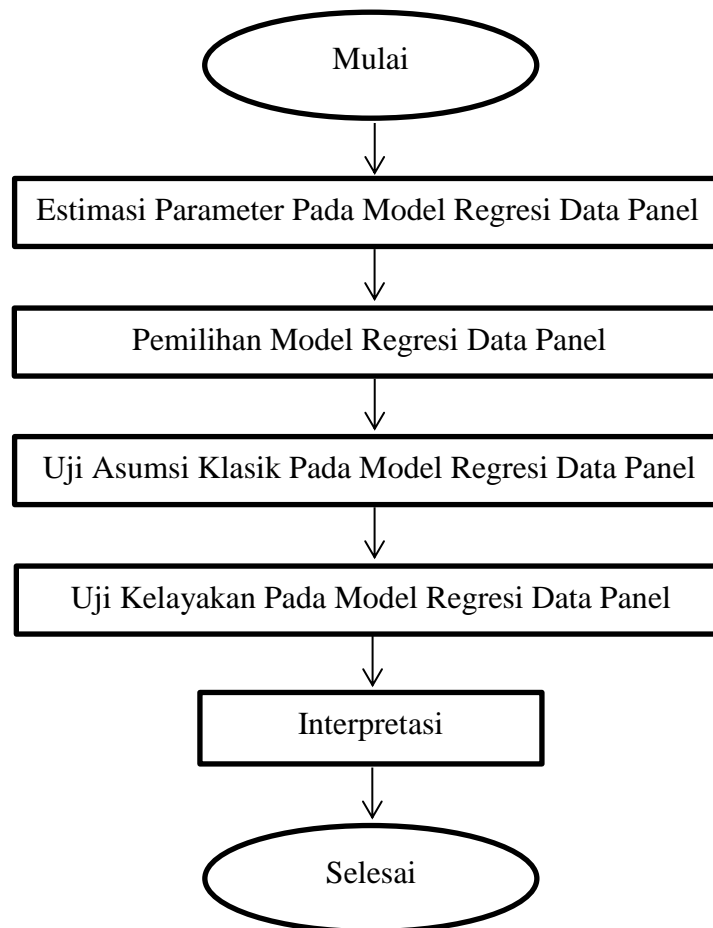 Mulai
Estimasi Parameter Pada Model Regresi Data Panel
Pemilihan Model Regresi Data Panel
Uji Asumsi Klasik Pada Model Regresi Data Panel
Uji Kelayakan Pada Model Regresi Data Panel
Interpretasi
Selesai